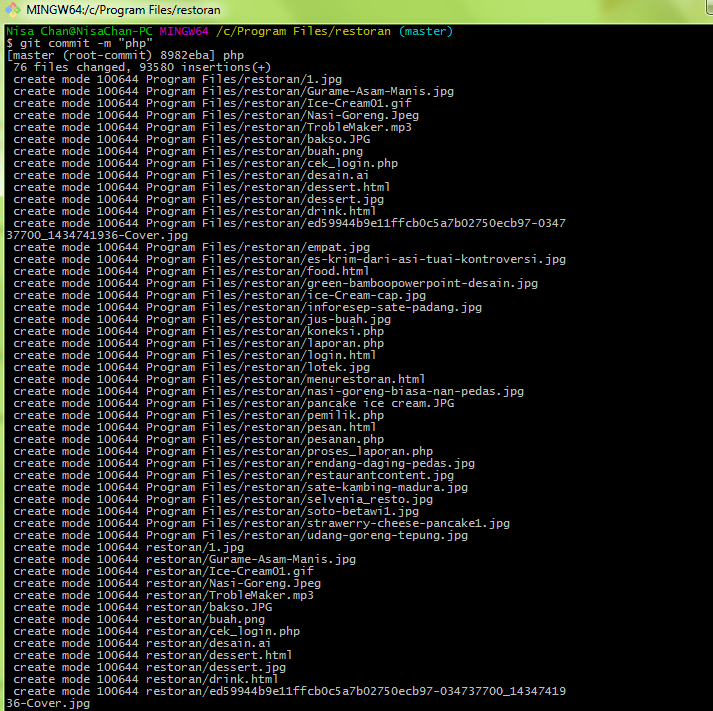 MINGW64:/c/Program Files/restoran
Nisa Chan@NisaChan-PC MINGW64 /c/Program Files/restoran (master)
$ git commit -m "php"
[master (root-commit) 8982eba] php
 76 files changed, 93580 insertions(+)
 create mode 100644 Program Files/restoran/1.jpg
 create mode 100644 Program Files/restoran/Gurame-Asam-Manis.jpg
 create mode 100644 Program Files/restoran/Ice-Cream01.gif
 create mode 100644 Program Files/restoran/Nasi-Goreng.Jpeg
 create mode 100644 Program Files/restoran/TrobleMaker.mp3
 create mode 100644 Program Files/restoran/bakso.JPG
 create mode 100644 Program Files/restoran/buah.png
 create mode 100644 Program Files/restoran/cek_login.php
 create mode 100644 Program Files/restoran/desain.ai
 create mode 100644 Program Files/restoran/dessert.html
 create mode 100644 Program Files/restoran/dessert.jpg
 create mode 100644 Program Files/restoran/drink.html
 create mode 100644 Program Files/restoran/ed59944b9e11ffcb0c5a7b02750ecb97-0347
37700_1434741936-Cover.jpg
 create mode 100644 Program Files/restoran/empat.jpg
 create mode 100644 Program Files/restoran/es-krim-dari-asi-tuai-kontroversi.jpg
 create mode 100644 Program Files/restoran/food.html
 create mode 100644 Program Files/restoran/green-bamboopowerpoint-desain.jpg
 create mode 100644 Program Files/restoran/ice-Cream-cap.jpg
 create mode 100644 Program Files/restoran/inforesep-sate-padang.jpg
 create mode 100644 Program Files/restoran/jus-buah.jpg
 create mode 100644 Program Files/restoran/koneksi.php
 create mode 100644 Program Files/restoran/laporan.php
 create mode 100644 Program Files/restoran/login.html
 create mode 100644 Program Files/restoran/lotek.jpg
 create mode 100644 Program Files/restoran/menurestoran.html
 create mode 100644 Program Files/restoran/nasi-goreng-biasa-nan-pedas.jpg
 create mode 100644 Program Files/restoran/pancake ice cream.JPG
 create mode 100644 Program Files/restoran/pemilik.php
 create mode 100644 Program Files/restoran/pesan.html
 create mode 100644 Program Files/restoran/pesanan.php
 create mode 100644 Program Files/restoran/proses_laporan.php
 create mode 100644 Program Files/restoran/rendang-daging-pedas.jpg
 create mode 100644 Program Files/restoran/restaurantcontent.jpg
 create mode 100644 Program Files/restoran/sate-kambing-madura.jpg
 create mode 100644 Program Files/restoran/selvenia_resto.jpg
 create mode 100644 Program Files/restoran/soto-betawi1.jpg
 create mode 100644 Program Files/restoran/strawerry-cheese-pancake1.jpg
 create mode 100644 Program Files/restoran/udang-goreng-tepung.jpg
 create mode 100644 restoran/1.jpg
 create mode 100644 restoran/Gurame-Asam-Manis.jpg
 create mode 100644 restoran/Ice-Cream01.gif
 create mode 100644 restoran/Nasi-Goreng.Jpeg
 create mode 100644 restoran/TrobleMaker.mp3
 create mode 100644 restoran/bakso.JPG
 create mode 100644 restoran/buah.png
 create mode 100644 restoran/cek_login.php
 create mode 100644 restoran/desain.ai
 create mode 100644 restoran/dessert.html
 create mode 100644 restoran/dessert.jpg
 create mode 100644 restoran/drink.html
 create mode 100644 restoran/ed59944b9e11ffcb0c5a7b02750ecb97-034737700_14347419
36-Cover.jpg